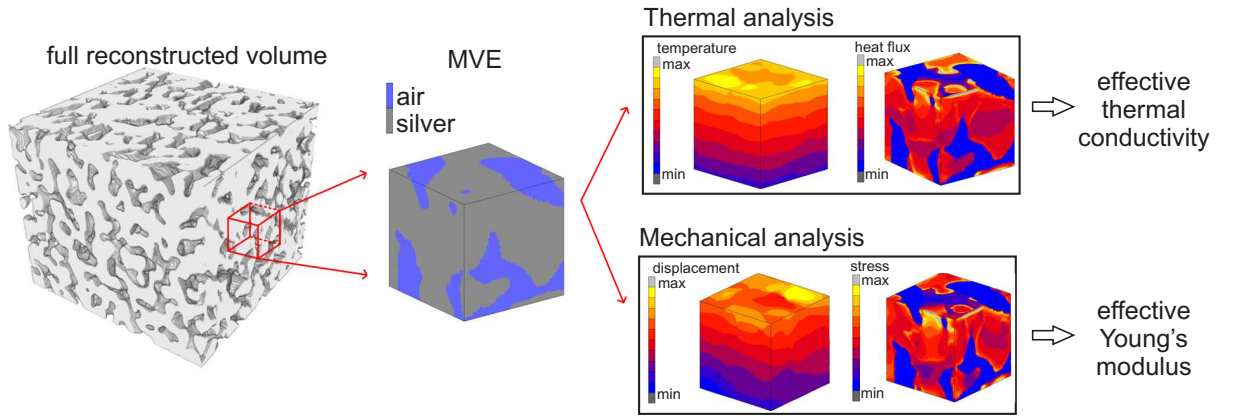 full reconstructed volume
MVE
air
silver
Thermal analysis
temperature
max
min
heat flux
max
min
effective
thermal
conductivity
Mechanical analysis
displacement
max
min
stress
max
min
effective
Young's
modulus